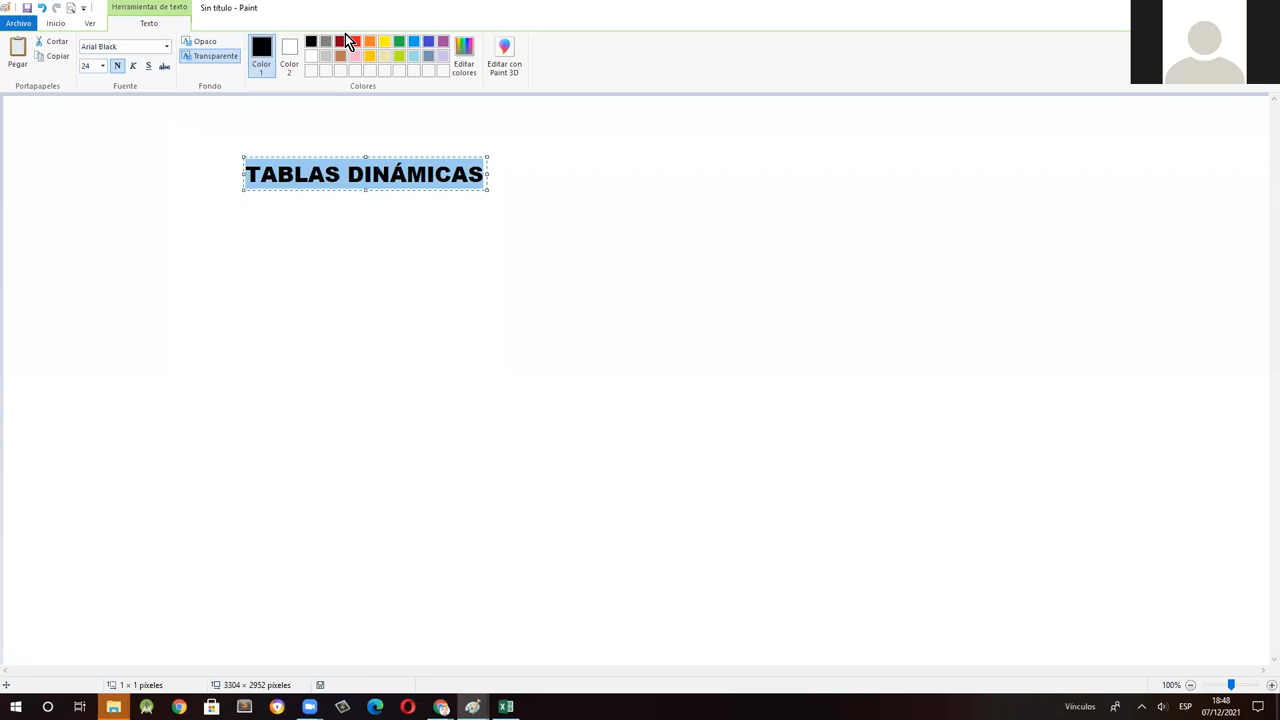 Herramientas de texto
Sin título - Paint
Archivo
Inicio
Ver
Texto
Pegar
Cortar
Copiar
Portapapeles
Arial Black
24
N
K
S
abc
Fuente
Opaco
Transparente
Fondo
Color
1
Color
2
Colores
Editar
colores
Editar con
Paint 3D
TABLAS DINÁMICAS
1 × 1 píxeles
3304 × 2952 píxeles
100%
Vínculos
ESP
18:48
07/12/2021